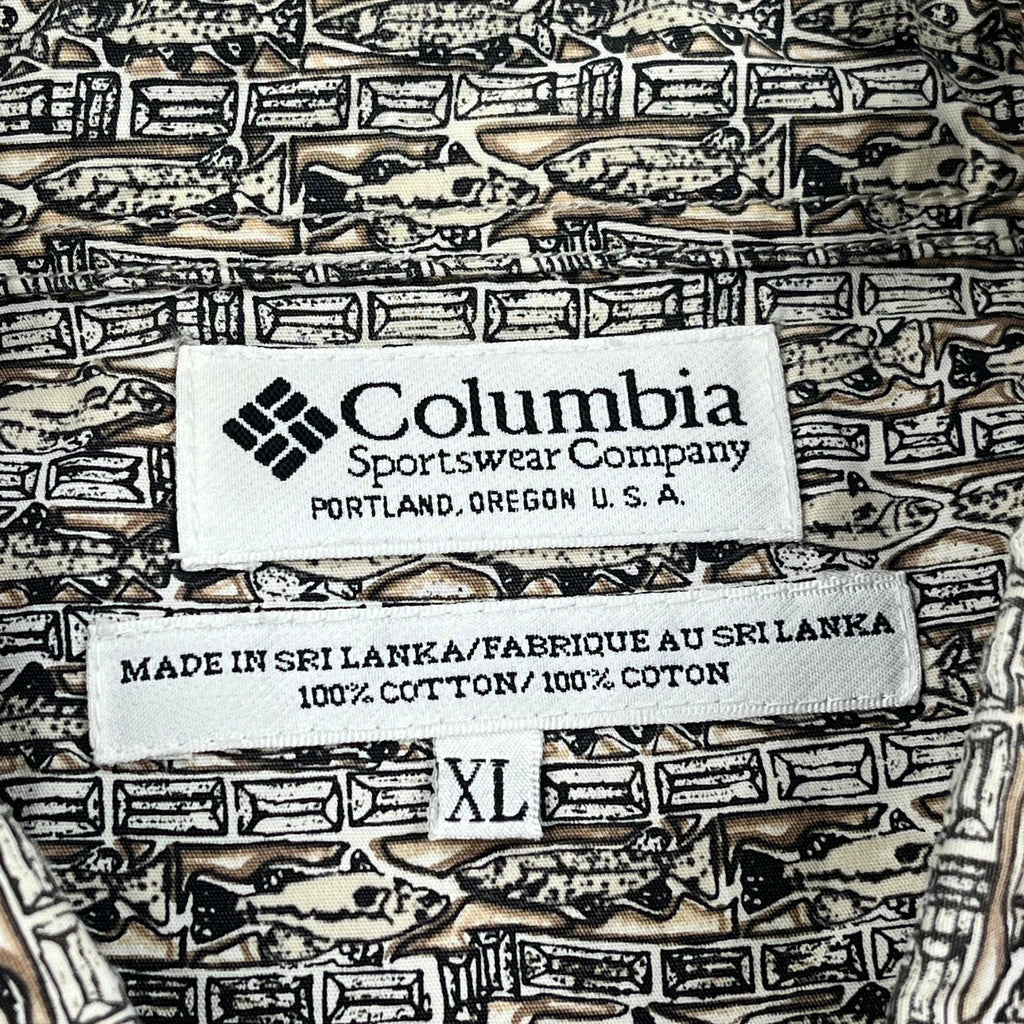 Columbia
Sportswear Company
PORTLAND, OREGON U. S. A.
MADE IN SRI LANKA/FABRIQUE AU SRI LANKA
100% COTTON/ 100% COTON
XL